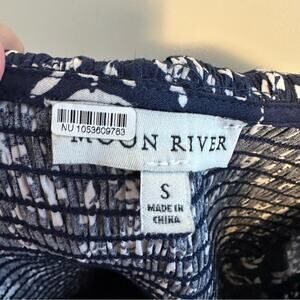 NU 1053609763
MOON RIVER
S
MADE IN
CHINA